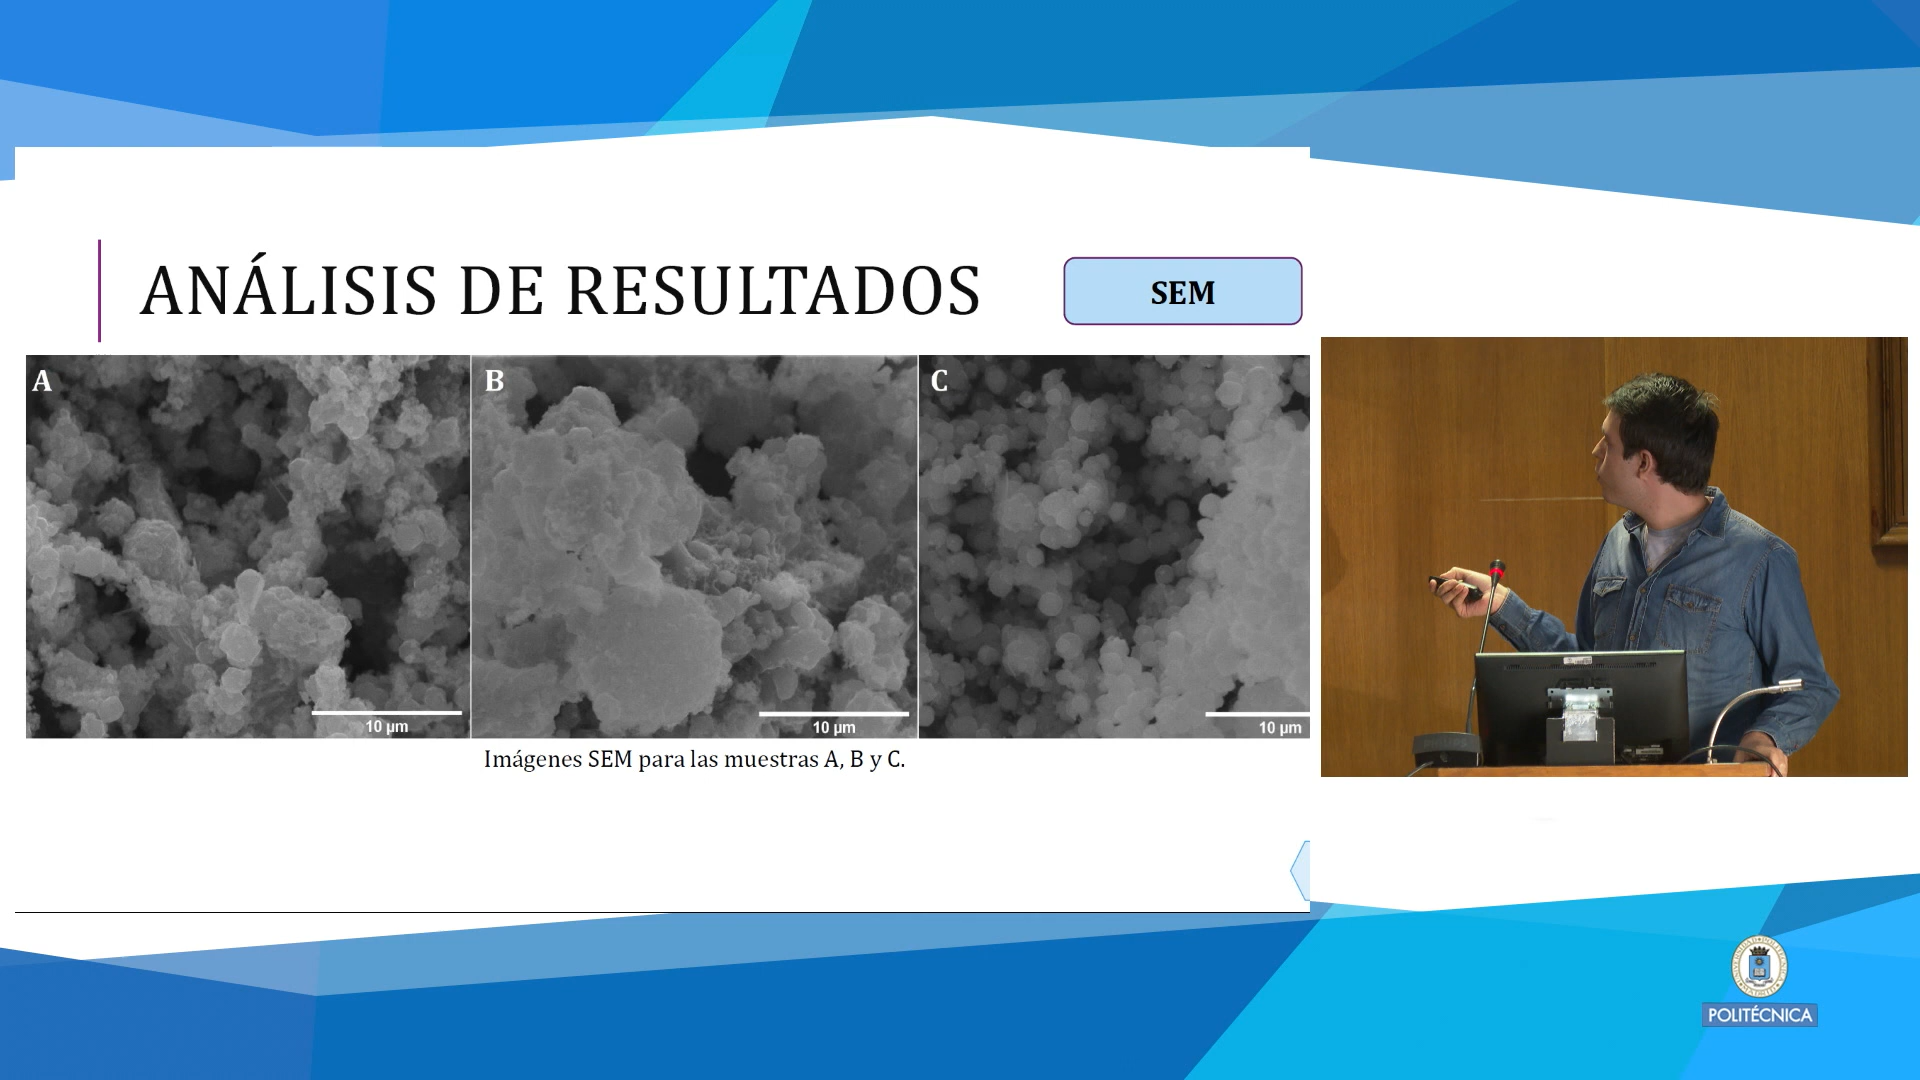 ANÁLISIS DE RESULTADOS
SEM
A
B
C
10 µm
10 µm
10 µm
Imágenes SEM para las muestras A, B y C.
POLITÉCNICA